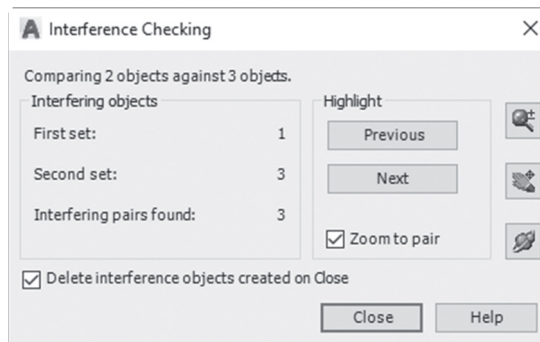 Interference Checking
Comparing 2 objects against 3 objects.
Interfering objects
First set: 1
Second set: 3
Interfering pairs found: 3
Highlight
Previous
Next
Zoom to pair
Delete interference objects created on Close
Close
Help